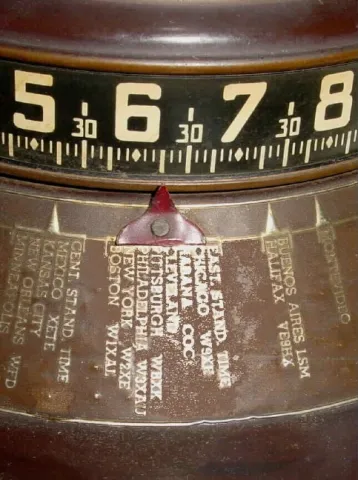 5 30 6 30 7 30 8
CENT. STAND. TIME
MEXICO XETE
KANSAS CITY
NEW ORLEANS
MINNEAPOLIS
EAST. STAND. TIME
CHICAGO W9XF
HAVANA COC
CLEVELAND
PITTSBURGH W8XK
PHILADELPHIA W3XAU
NEW YORK W2XE
BOSTON W1XAL
BUENOS AIRES LSM
HALIFAX VE9HX
MONTEVIDEO